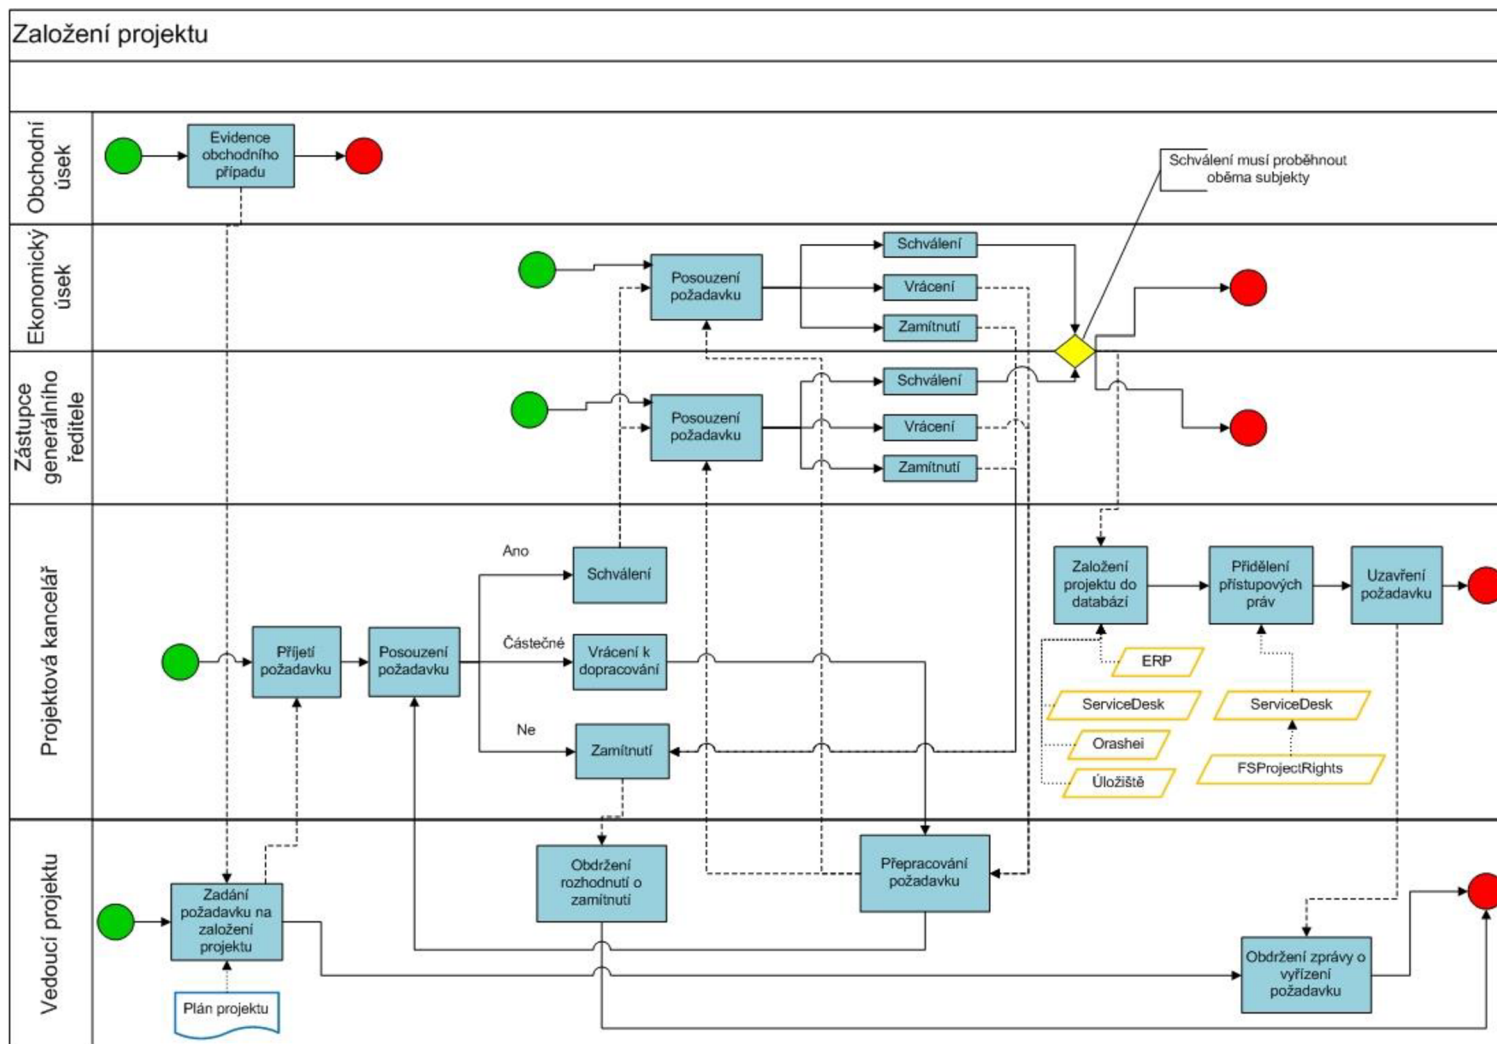 Založení projektu
Obchodní
úsek
Evidence
obchodního
případu
Schválení musí proběhnout
oběma subjekty
Ekonomický
úsek
Posouzení
požadavku
Schválení
Vrácení
Zamítnutí
Zástupce
generálního
ředitele
Posouzení
požadavku
Schválení
Vrácení
Zamítnutí
Projektová kancelář
Příjetí
požadavku
Posouzení
požadavku
Ano
Schválení
Částečné
Vrácení k
dopracování
Ne
Zamítnutí
Založení
projektu do
databází
Přidělení
přístupových
práv
Uzavření
požadavku
ERP
ServiceDesk
Orashei
Úložiště
ServiceDesk
FSProjectRights
Vedoucí projektu
Zadání
požadavku na
založení
projektu
Plán projektu
Obdržení
rozhodnutí o
zamítnutí
Přepracování
požadavku
Obdržení zprávy o
vyřízení
požadavku